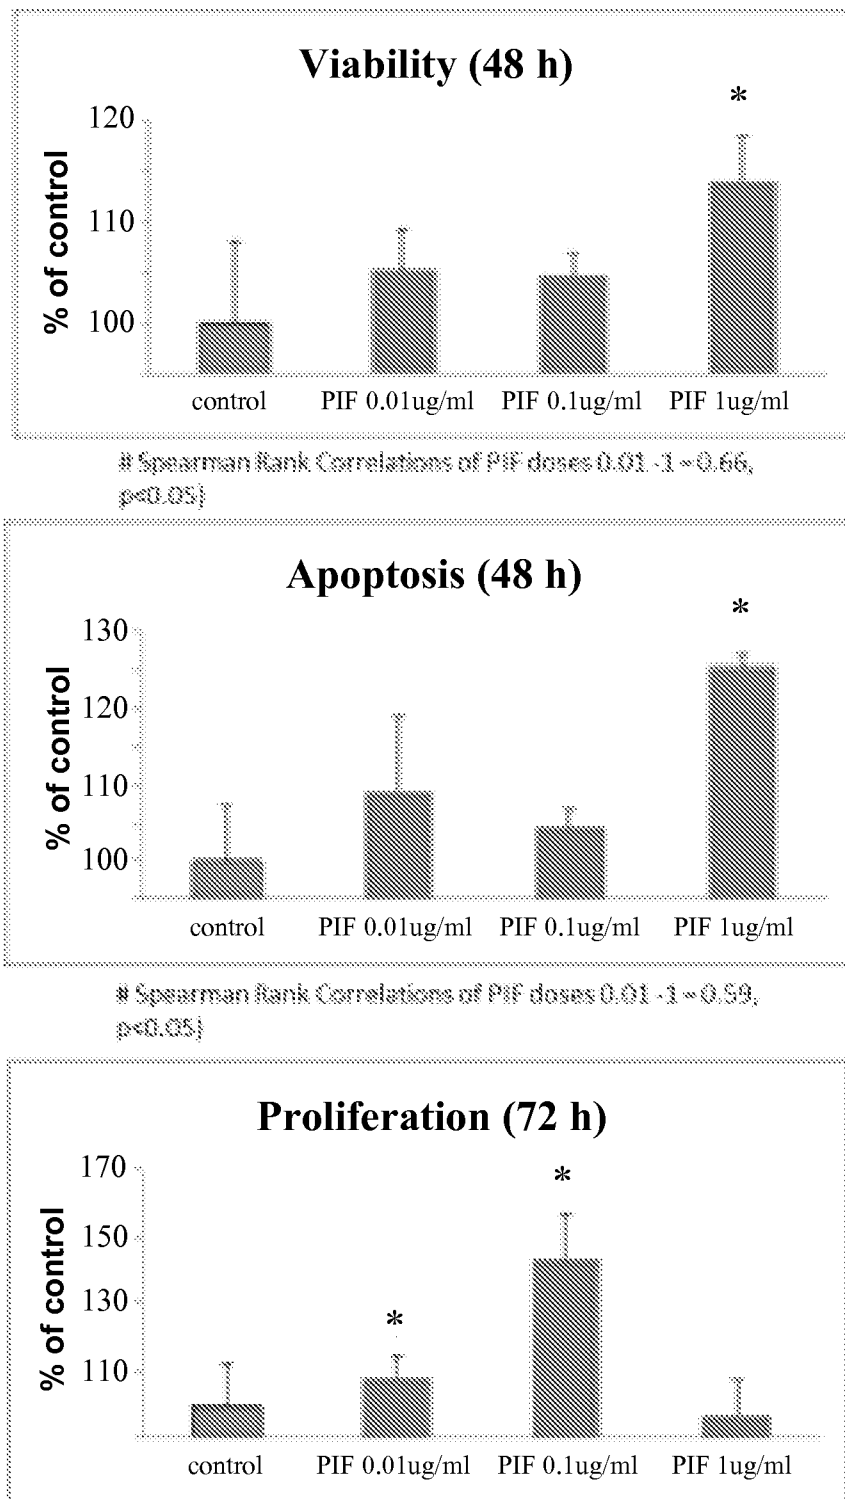 Viability (48 h)
*
120
110
100
% of control
control PIF 0.01ug/ml PIF 0.1ug/ml PIF 1ug/ml
# Spearman Rank Correlations of PIF doses 0.01 -1 = 0.66,
p<0.05)
Apoptosis (48 h)
*
130
120
110
100
% of control
control PIF 0.01ug/ml PIF 0.1ug/ml PIF 1ug/ml
# Spearman Rank Correlations of PIF doses 0.01 -1 = 0.59,
p<0.05)
Proliferation (72 h)
170
*
150
130
*
110
% of control
control PIF 0.01ug/ml PIF 0.1ug/ml PIF 1ug/ml